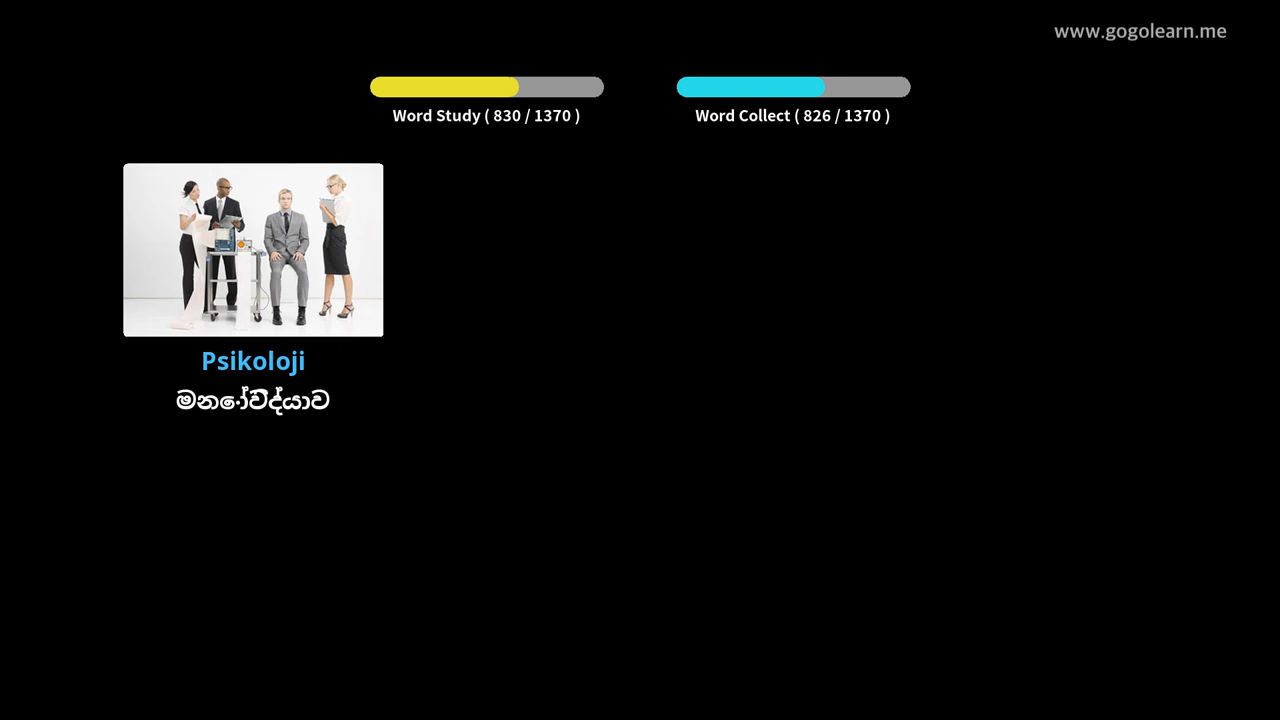 www.gogolearn.me
Word Study ( 830 / 1370 )
Word Collect ( 826 / 1370 )
Psikoloji
මනෝවිද්යාව